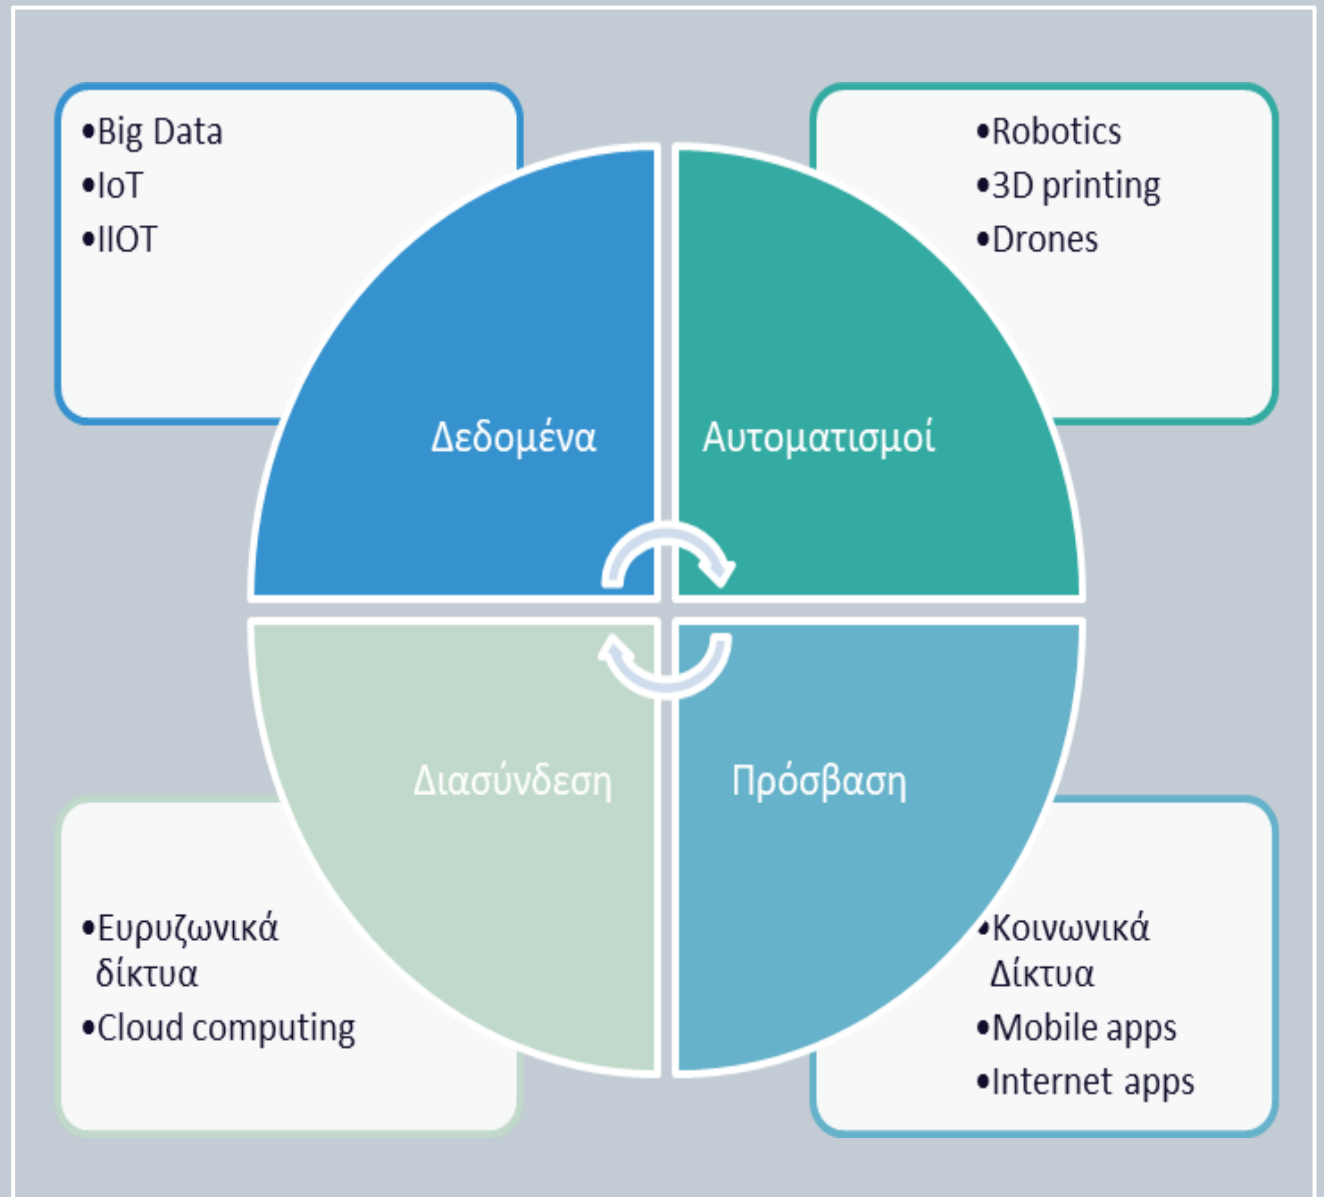 •Big Data
•IoT
•IIOT
•Robotics
•3D printing
•Drones
Δεδομένα
Αυτοματισμοί
Διασύνδεση
Πρόσβαση
•Ευρυζωνικά
δίκτυα
•Cloud computing
•Κοινωνικά
Δίκτυα
•Mobile apps
•Internet apps